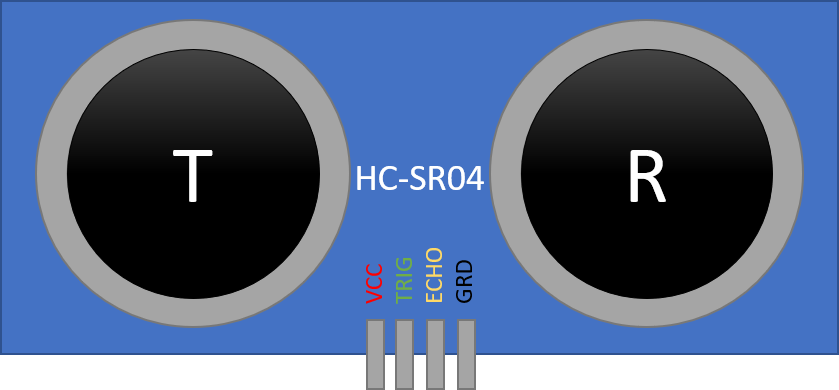 T
HC-SR04
R
VCC
TRIG
ECHO
GRD